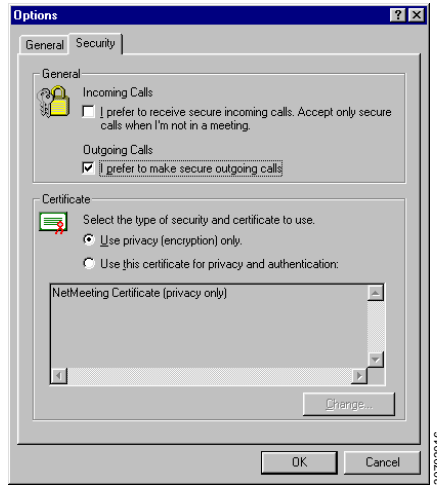 Options
General
Security
General
Incoming Calls
I prefer to receive secure incoming calls. Accept only secure
calls when I'm not in a meeting.
Outgoing Calls
I prefer to make secure outgoing calls
Certificate
Select the type of security and certificate to use.
Use privacy (encryption) only.
Use this certificate for privacy and authentication:
NetMeeting Certificate (privacy only)
Change...
OK
Cancel